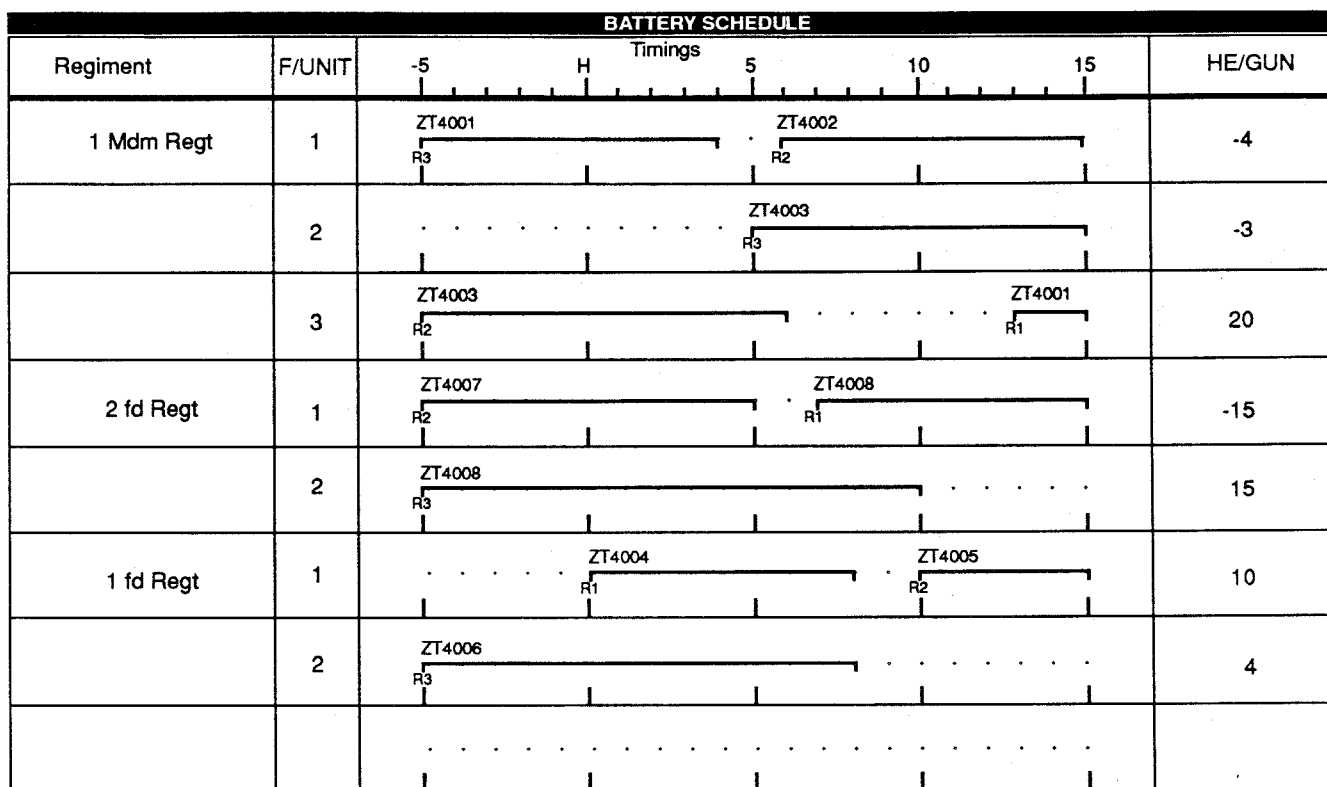 BATTERY SCHEDULE
Regiment F/UNIT Timings HE/GUN
-5 H 5 10 15
1 Mdm Regt 1 ZT4001 ZT4002 -4
R3 R2
2 ZT4003 -3
R3
3 ZT4003 ZT4001 20
R2 R1
2 fd Regt 1 ZT4007 ZT4008 -15
R2 R1
2 ZT4008 15
R3
1 fd Regt 1 ZT4004 ZT4005 10
R1 R2
2 ZT4006 4
R3